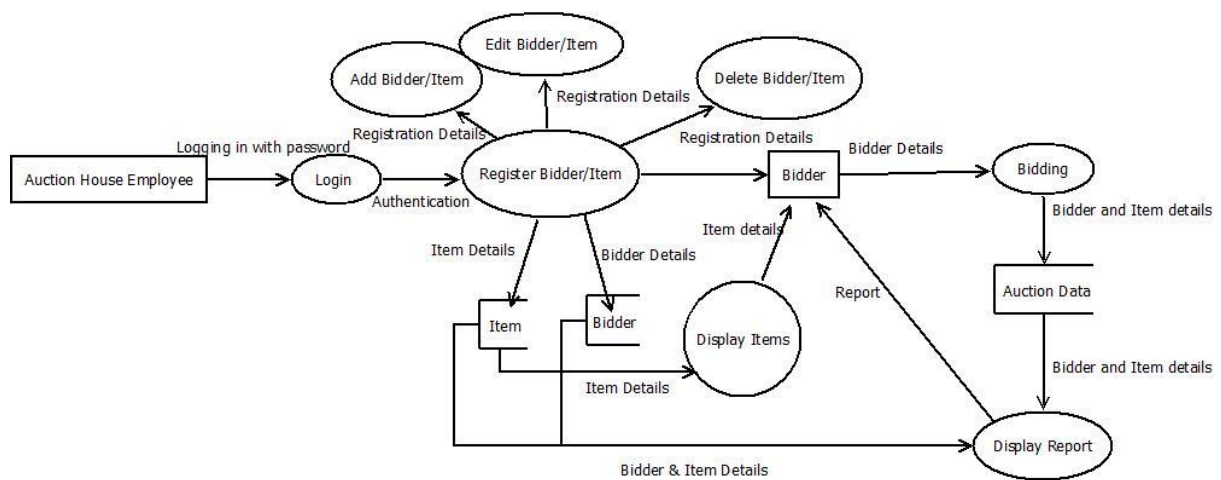 Edit Bidder/Item
Add Bidder/Item
Delete Bidder/Item
Registration Details
Registration Details
Registration Details
Logging in with password
Bidder Details
Auction House Employee
Login
Register Bidder/Item
Bidder
Bidding
Authentication
Bidder and Item details
Item details
Item Details
Bidder Details
Report
Auction Data
Item
Bidder
Display Items
Bidder and Item details
Item Details
Display Report
Bidder & Item Details